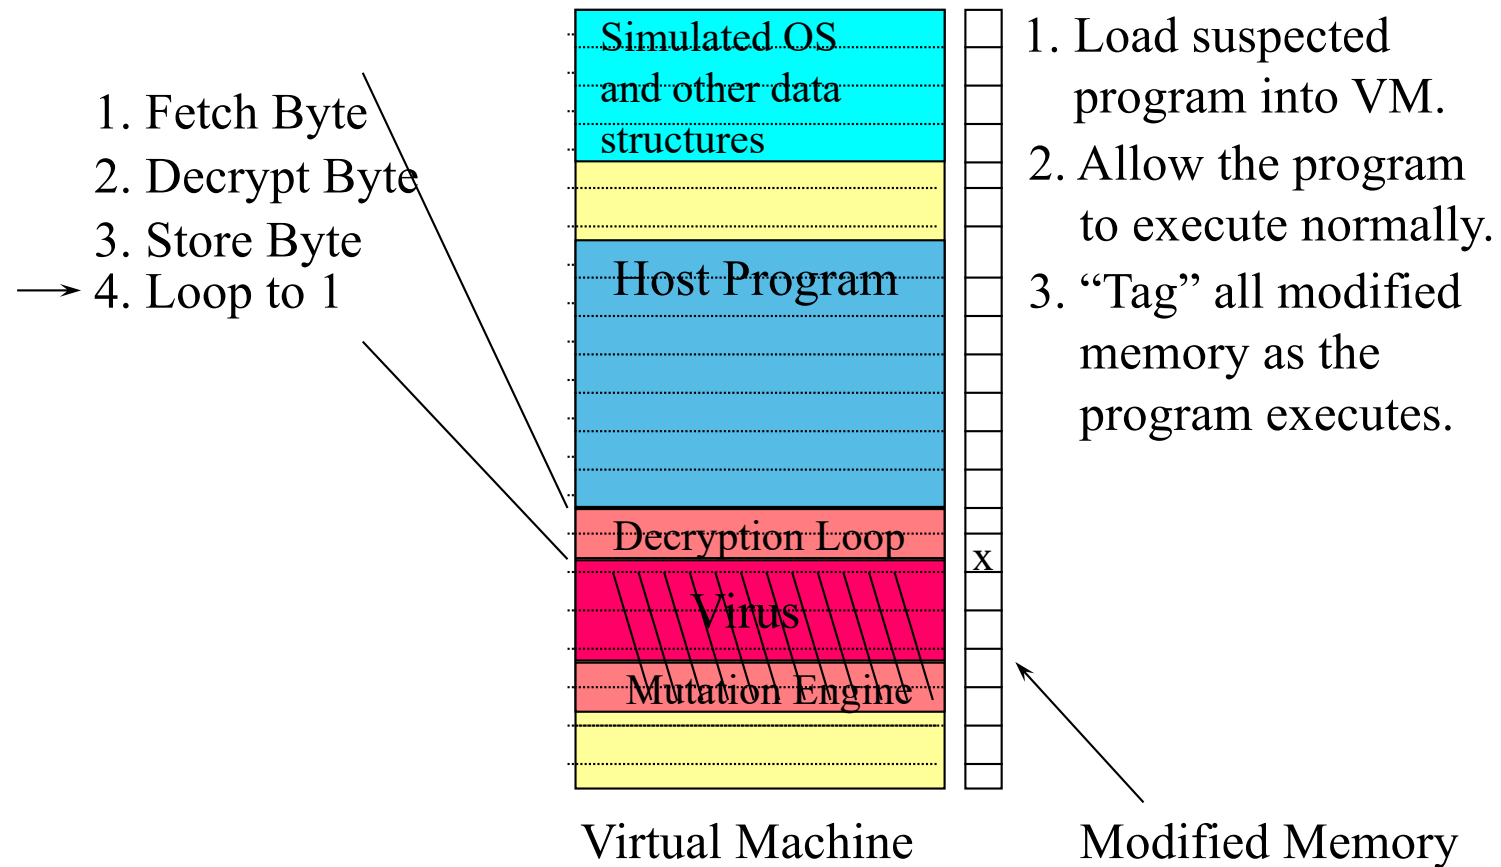 1. Fetch Byte
2. Decrypt Byte
3. Store Byte
4. Loop to 1
Simulated OS
and other data
structures
Host Program
Decryption Loop
Virus
Mutation Engine
Virtual Machine
x
1. Load suspected
program into VM.
2. Allow the program
to execute normally.
3. “Tag” all modified
memory as the
program executes.
Modified Memory